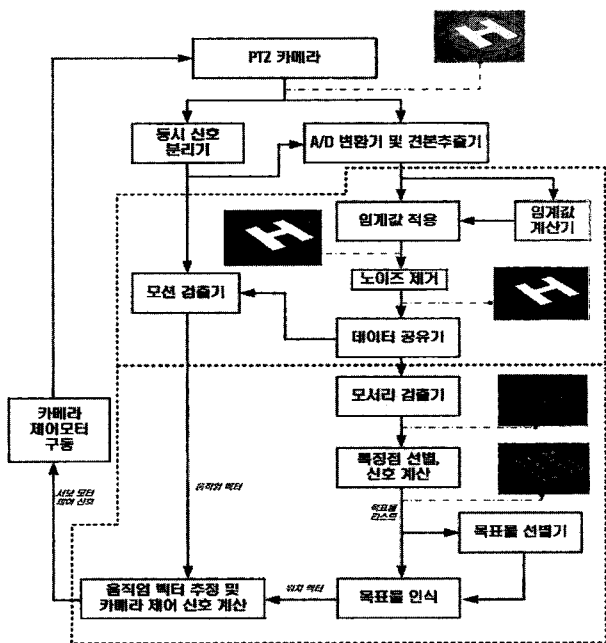 PTZ 카메라
H
동시 신호
분리기
A/D 변환기 및 견본추출기
임계값 적용
임계값
계산기
H
노이즈 제거
H
모션 검출기
데이터 공유기
모서리 검출기
카메라
제어모터
구동
특징점 선별,
신호 계산
서보 모터
제어 신호
움직임 벡터
목표물
리스트
목표물 선별기
움직임 벡터 추정 및
카메라 제어 신호 계산
위치 벡터
목표물 인식